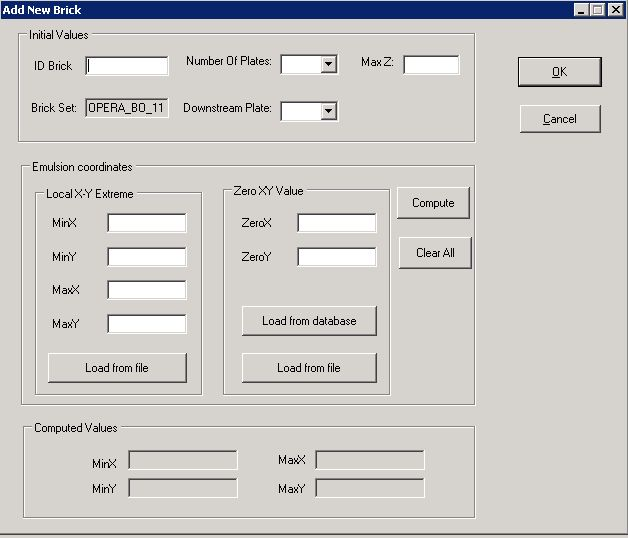 Add New Brick
Initial Values
ID Brick
Number Of Plates:
Max Z:
Brick Set: OPERA_BO_11
Downstream Plate:
OK
Cancel
Emulsion coordinates
Local X-Y Extreme
MinX
MinY
MaxX
MaxY
Load from file
Zero XY Value
ZeroX
ZeroY
Load from database
Load from file
Compute
Clear All
Computed Values
MinX
MaxX
MinY
MaxY